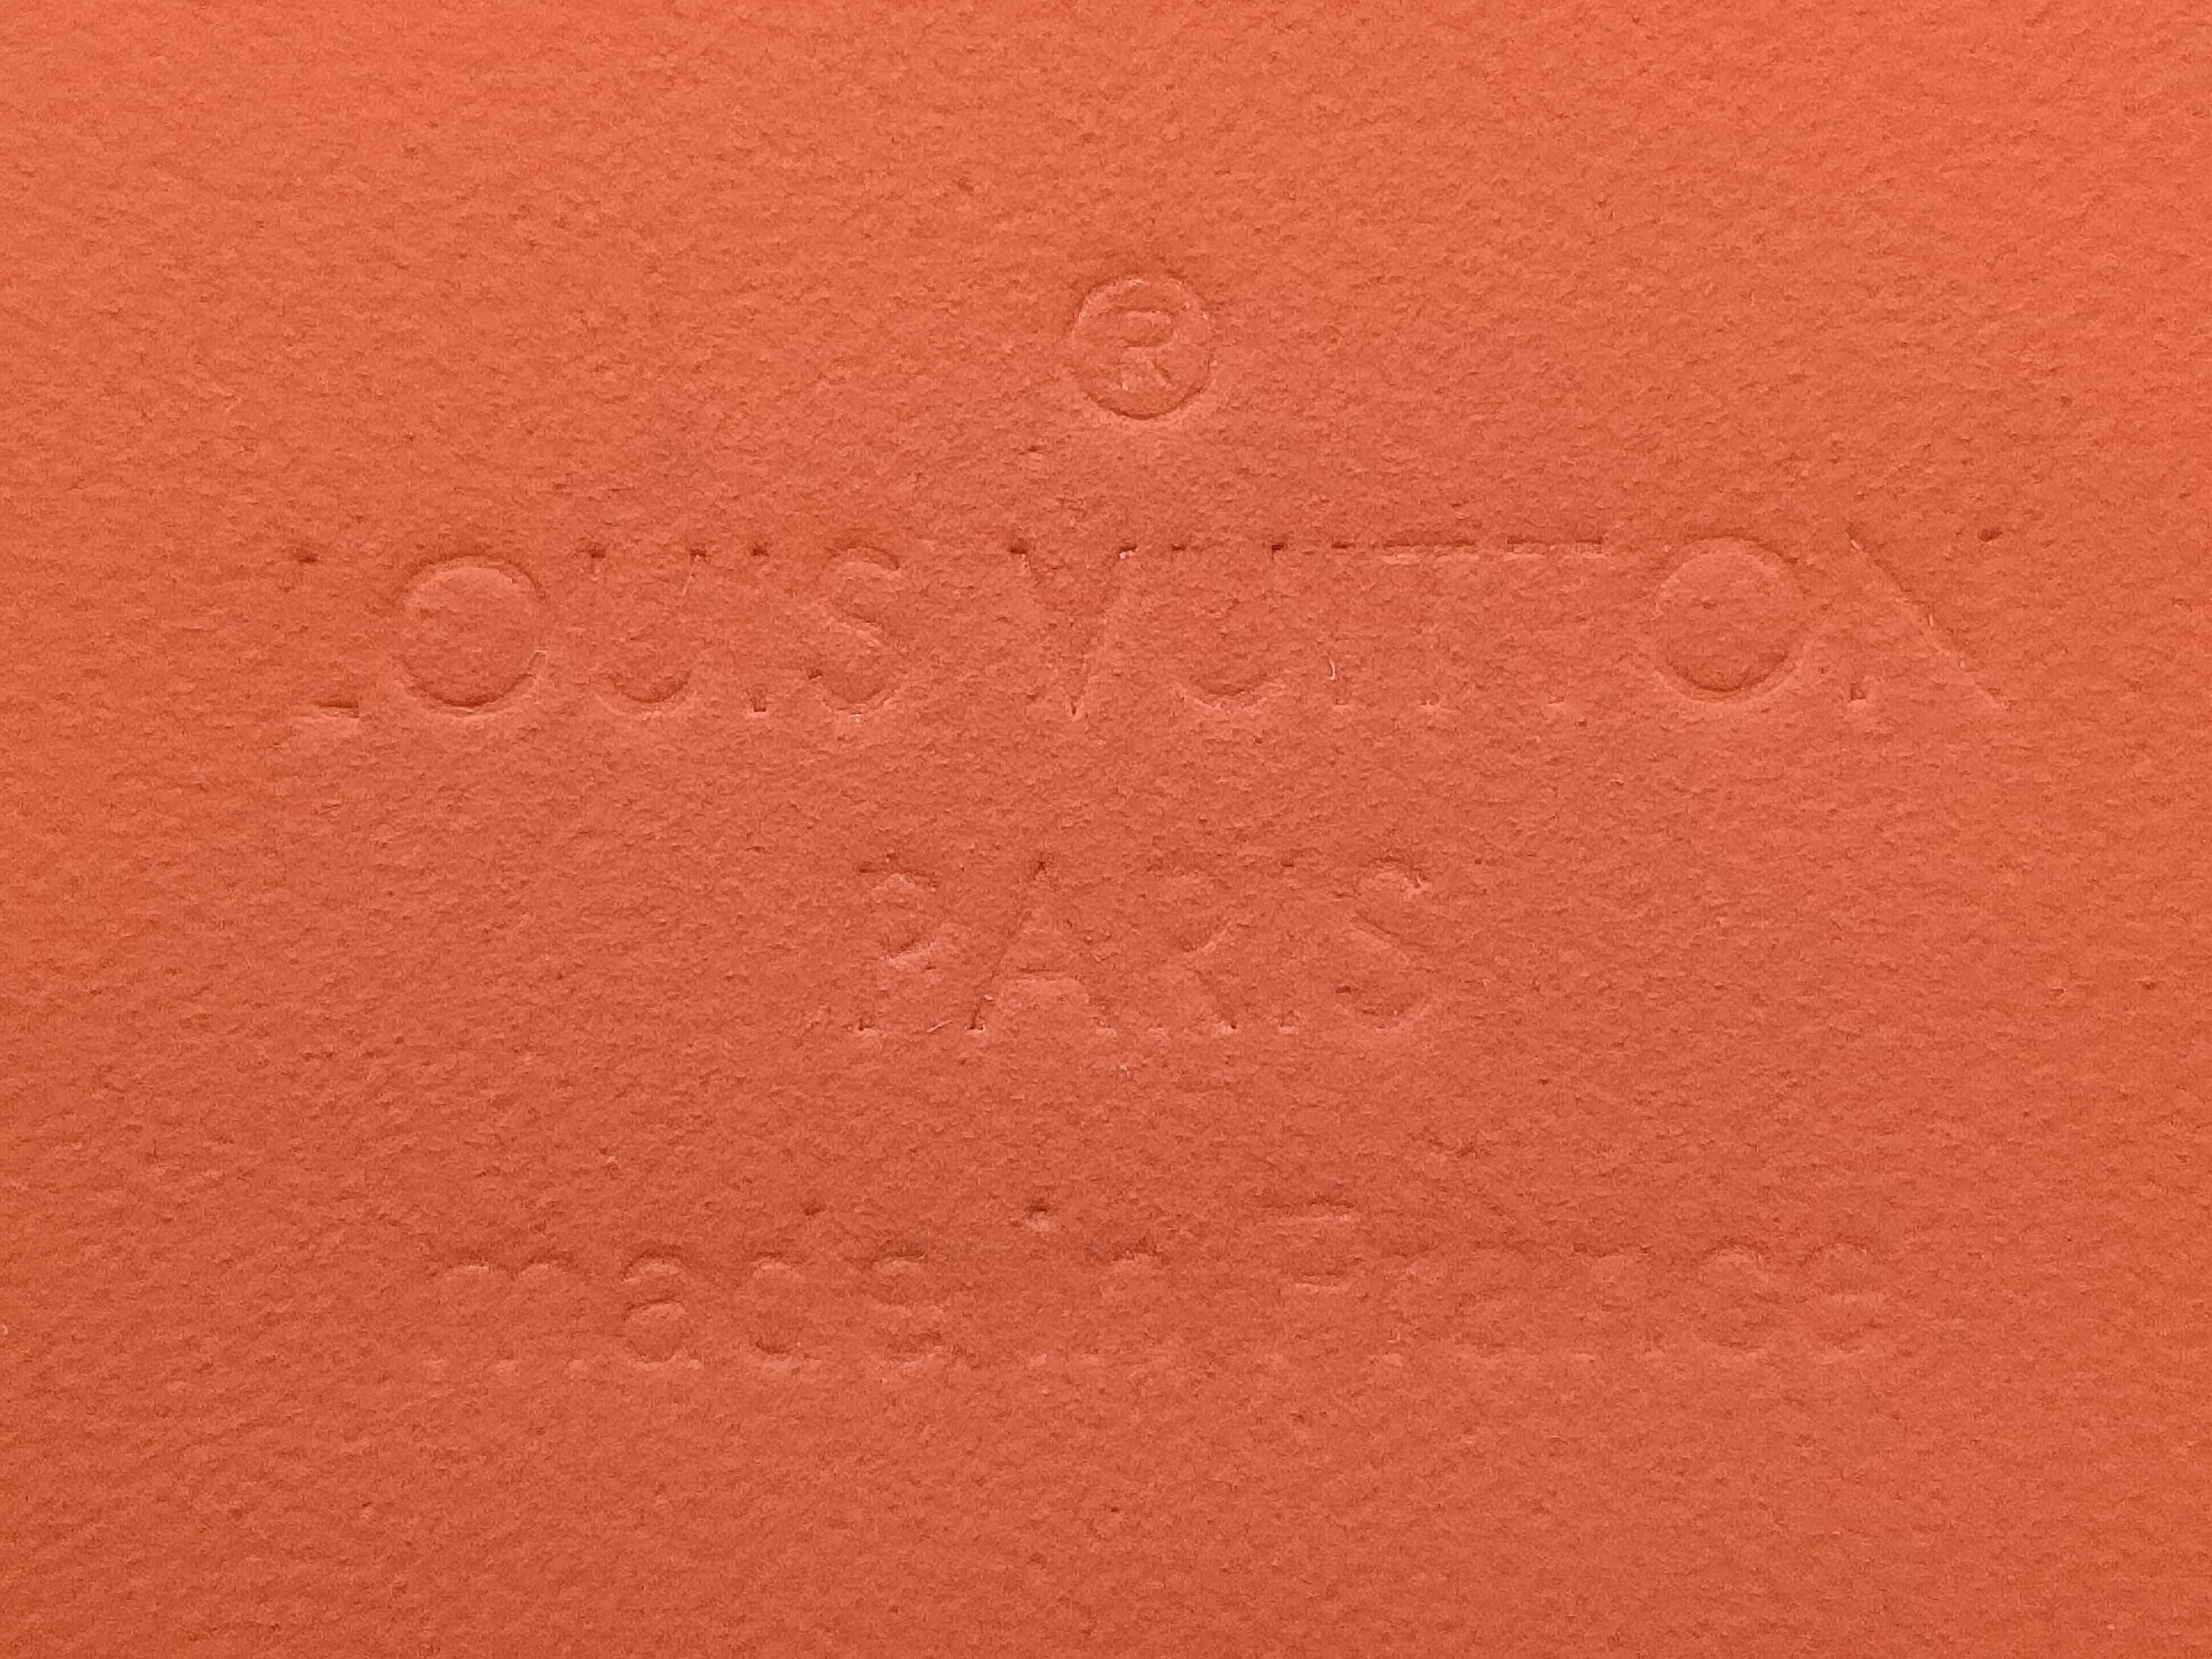 ®
LOUIS VUITTON
PARIS
made in France